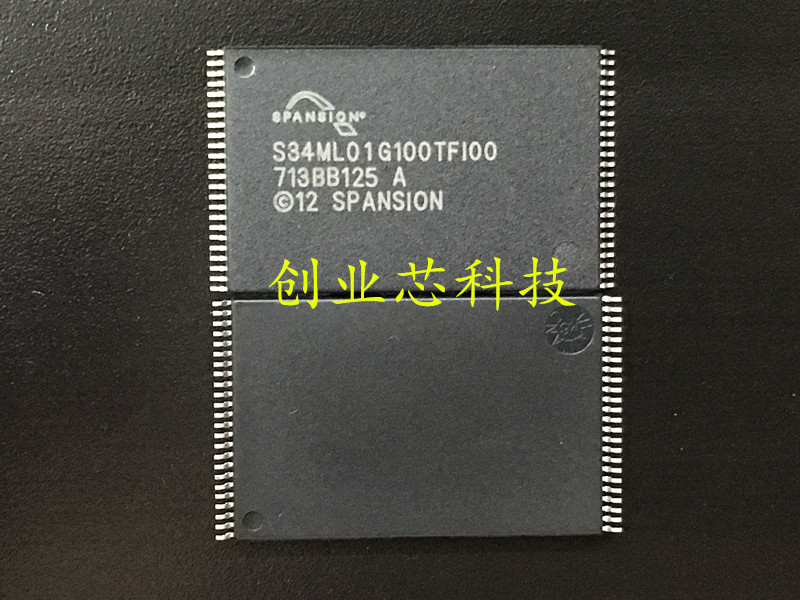 SPANSION®
S34ML01G100TFI00
713BB125 A
©12 SPANSION
创业芯科技